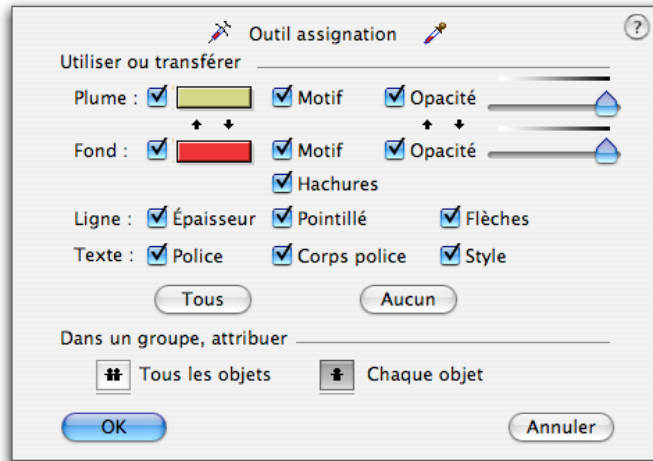 Outil assignation ?
Utiliser ou transférer
Plume : Motif Opacité
Fond : Motif Opacité
Hachures
Ligne : Épaisseur Pointillé Flèches
Texte : Police Corps police Style
Tous Aucun
Dans un groupe, attribuer
Tous les objets Chaque objet
OK Annuler